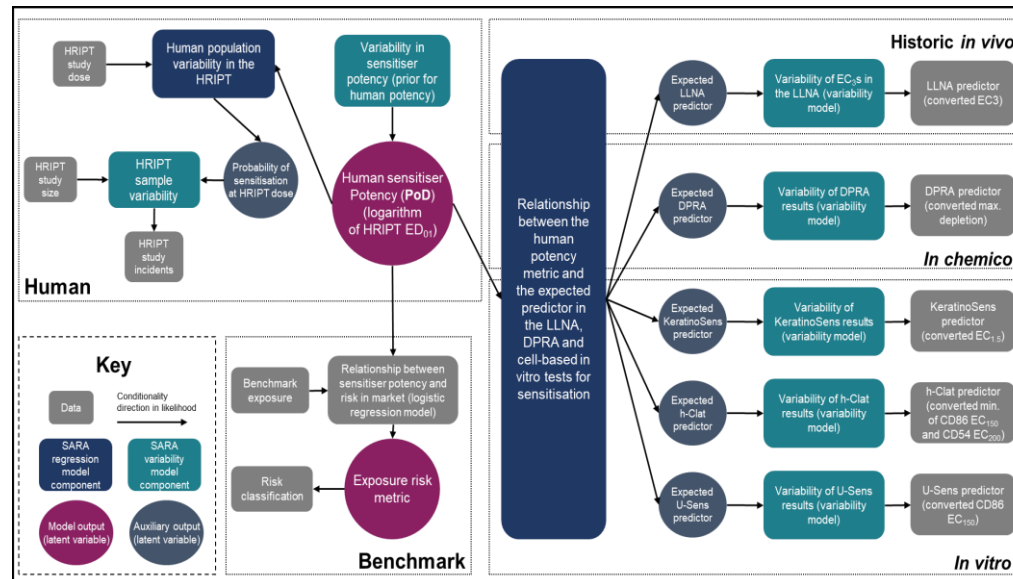 HRIPT
study
dose
Human population
variability in the
HRIPT
Variability in
sensitiser
potency (prior for
human potency)
HRIPT
study
size
HRIPT
sample
variability
Probability of
sensitisation
at HRIPT dose
Human sensitiser
Potency (PoD)
(logarithm
of HRIPT ED01)
HRIPT
study
incidents
Human
Key
Data
Conditionality
direction in likelihood
SARA
regression
model
component
SARA
variability
model
component
Model output
(latent variable)
Auxiliary output
(latent variable)
Benchmark
exposure
Relationship between
sensitiser potency and
risk in market (logistic
regression model)
Risk
classification
Exposure risk
metric
Benchmark
Relationship
between the
human
potency
metric and
the expected
predictor in
the LLNA,
DPRA and
cell-based in
vitro tests for
sensitisation
Historic in vivo
Expected
LLNA
predictor
Variability of EC3s in
the LLNA (variability
model)
LLNA predictor
(converted EC3)
Expected
DPRA
predictor
Variability of DPRA
results (variability
model)
DPRA predictor
(converted max.
depletion)
In chemico
Expected
KeratinoSens
predictor
Variability of
KeratinoSens results
(variability model)
KeratinoSens
predictor
(converted EC1.5)
Expected
h-Clat
predictor
Variability of h-Clat
results (variability
model)
h-Clat predictor
(converted min.
of CD86 EC150
and CD54 EC200)
Expected
U-Sens
predictor
Variability of U-Sens
results (variability
model)
U-Sens predictor
(converted CD86
EC150)
In vitro